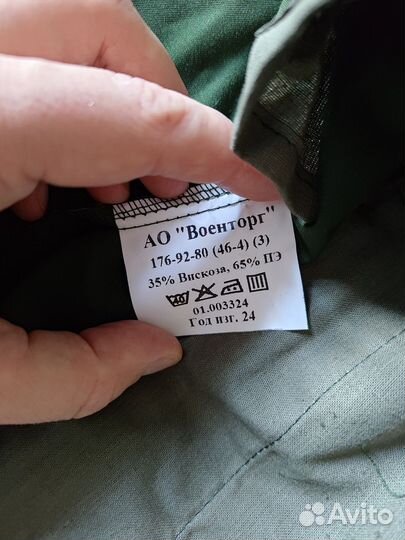 АО "Военторг"
176-92-80 (46-4) (3)
35% Вискоза, 65% ПЭ
01.003324
Год изг. 24
Avito